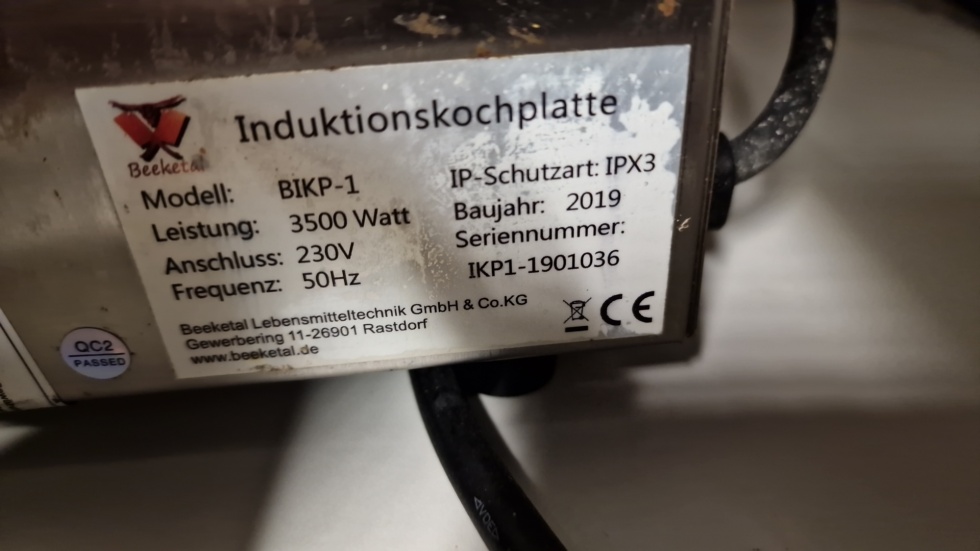 Induktionskochplatte
Beeketal
Modell: BIKP-1
Leistung: 3500 Watt
Anschluss: 230V
Frequenz: 50Hz
IP-Schutzart: IPX3
Baujahr: 2019
Seriennummer:
IKP1-1901036
Beeketal Lebensmitteltechnik GmbH & Co.KG
Gewerbering 11-26901 Rastdorf
www.beeketal.de
CE
QC2
PASSED